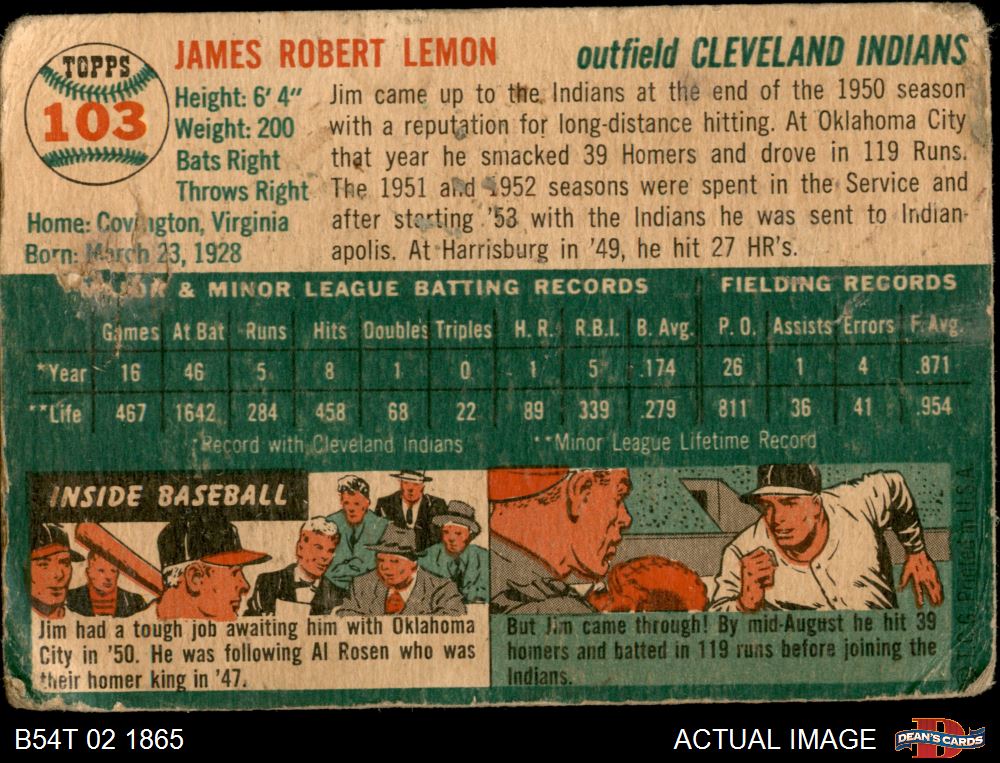 TOPPS
103
JAMES ROBERT LEMON
outfield CLEVELAND INDIANS
Height: 6' 4"
Weight: 200
Bats Right
Throws Right
Home: Covington, Virginia
Born: March 23, 1928
Jim came up to the Indians at the end of the 1950 season
with a reputation for long-distance hitting. At Oklahoma City
that year he smacked 39 Homers and drove in 119 Runs.
The 1951 and 1952 seasons were spent in the Service and
after starting '53 with the Indians he was sent to Indian-
apolis. At Harrisburg in '49, he hit 27 HR's.
& MINOR LEAGUE BATTING RECORDS FIELDING RECORDS
Games At Bat Runs Hits Doubles Triples H. R. R.B.I. B. Avg. P. O. Assists Errors F. Avg.
*Year 16 46 5 8 1 0 1 5 .174 26 1 4 .871
**Life 467 1642 284 458 68 22 89 339 .279 811 36 41 .954
*Record with Cleveland Indians **Minor League Lifetime Record
INSIDE BASEBALL
Jim had a tough job awaiting him with Oklahoma
City in '50. He was following Al Rosen who was
their homer king in '47.
But Jim came through! By mid-August he hit 39
homers and batted in 119 runs before joining the
Indians.
T.C.G. Printed in U.S.A.
B54T 02 1865
ACTUAL IMAGE
DEAN'S CARDS